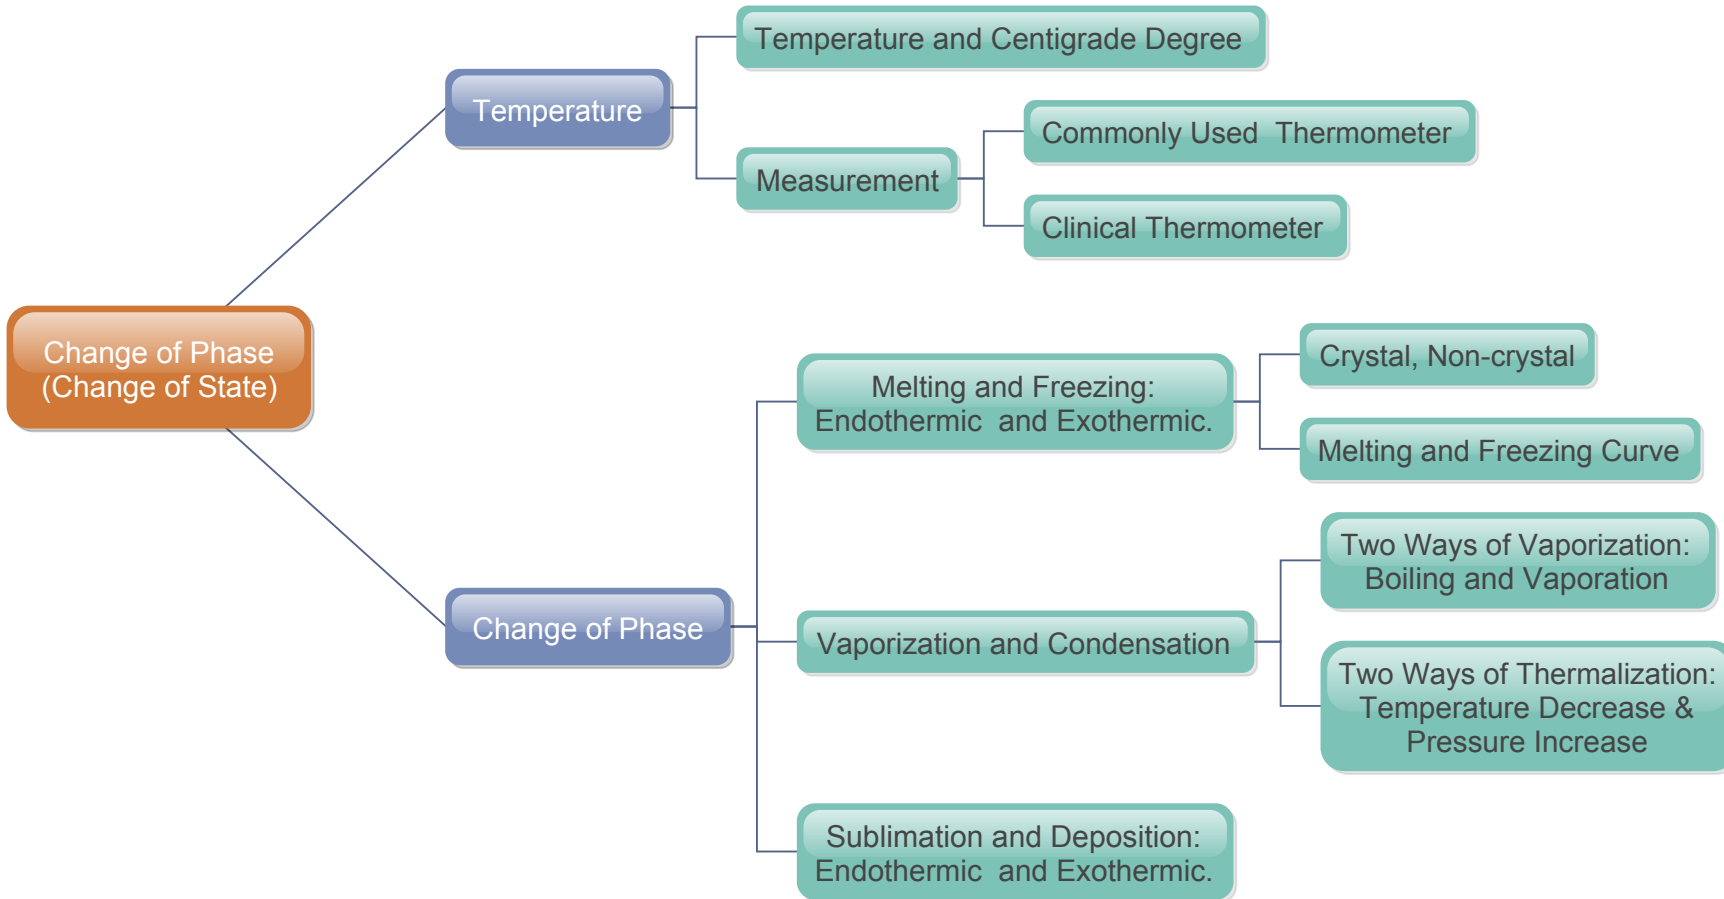 Temperature and Centigrade Degree
Temperature
Commonly Used  Thermometer
Measurement
Clinical Thermometer
Change of Phase
(Change of State)
Crystal, Non-crystal
Melting and Freezing:
Endothermic  and Exothermic.
Melting and Freezing Curve
Two Ways of Vaporization:
Boiling and Vaporation
Change of Phase
Vaporization and Condensation
Two Ways of Thermalization:
Temperature Decrease &
Pressure Increase
Sublimation and Deposition:
Endothermic  and Exothermic.